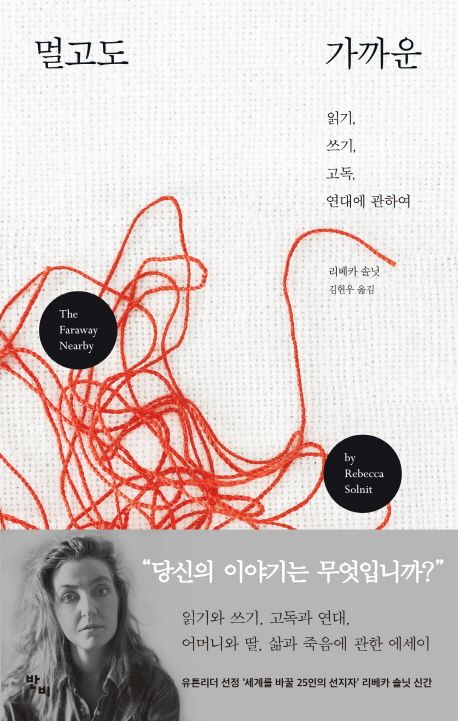 멀고도 가까운
읽기,
쓰기,
고독,
연대에 관하여
리베카 솔닛
김현우 옮김
The
Faraway
Nearby
by
Rebecca
Solnit
“당신의 이야기는 무엇입니까?”
읽기와 쓰기, 고독과 연대,
어머니와 딸, 삶과 죽음에 관한 에세이
유튼리더 선정 ‘세계를 바꿀 25인의 선지자’ 리베카 솔닛 신간
반비